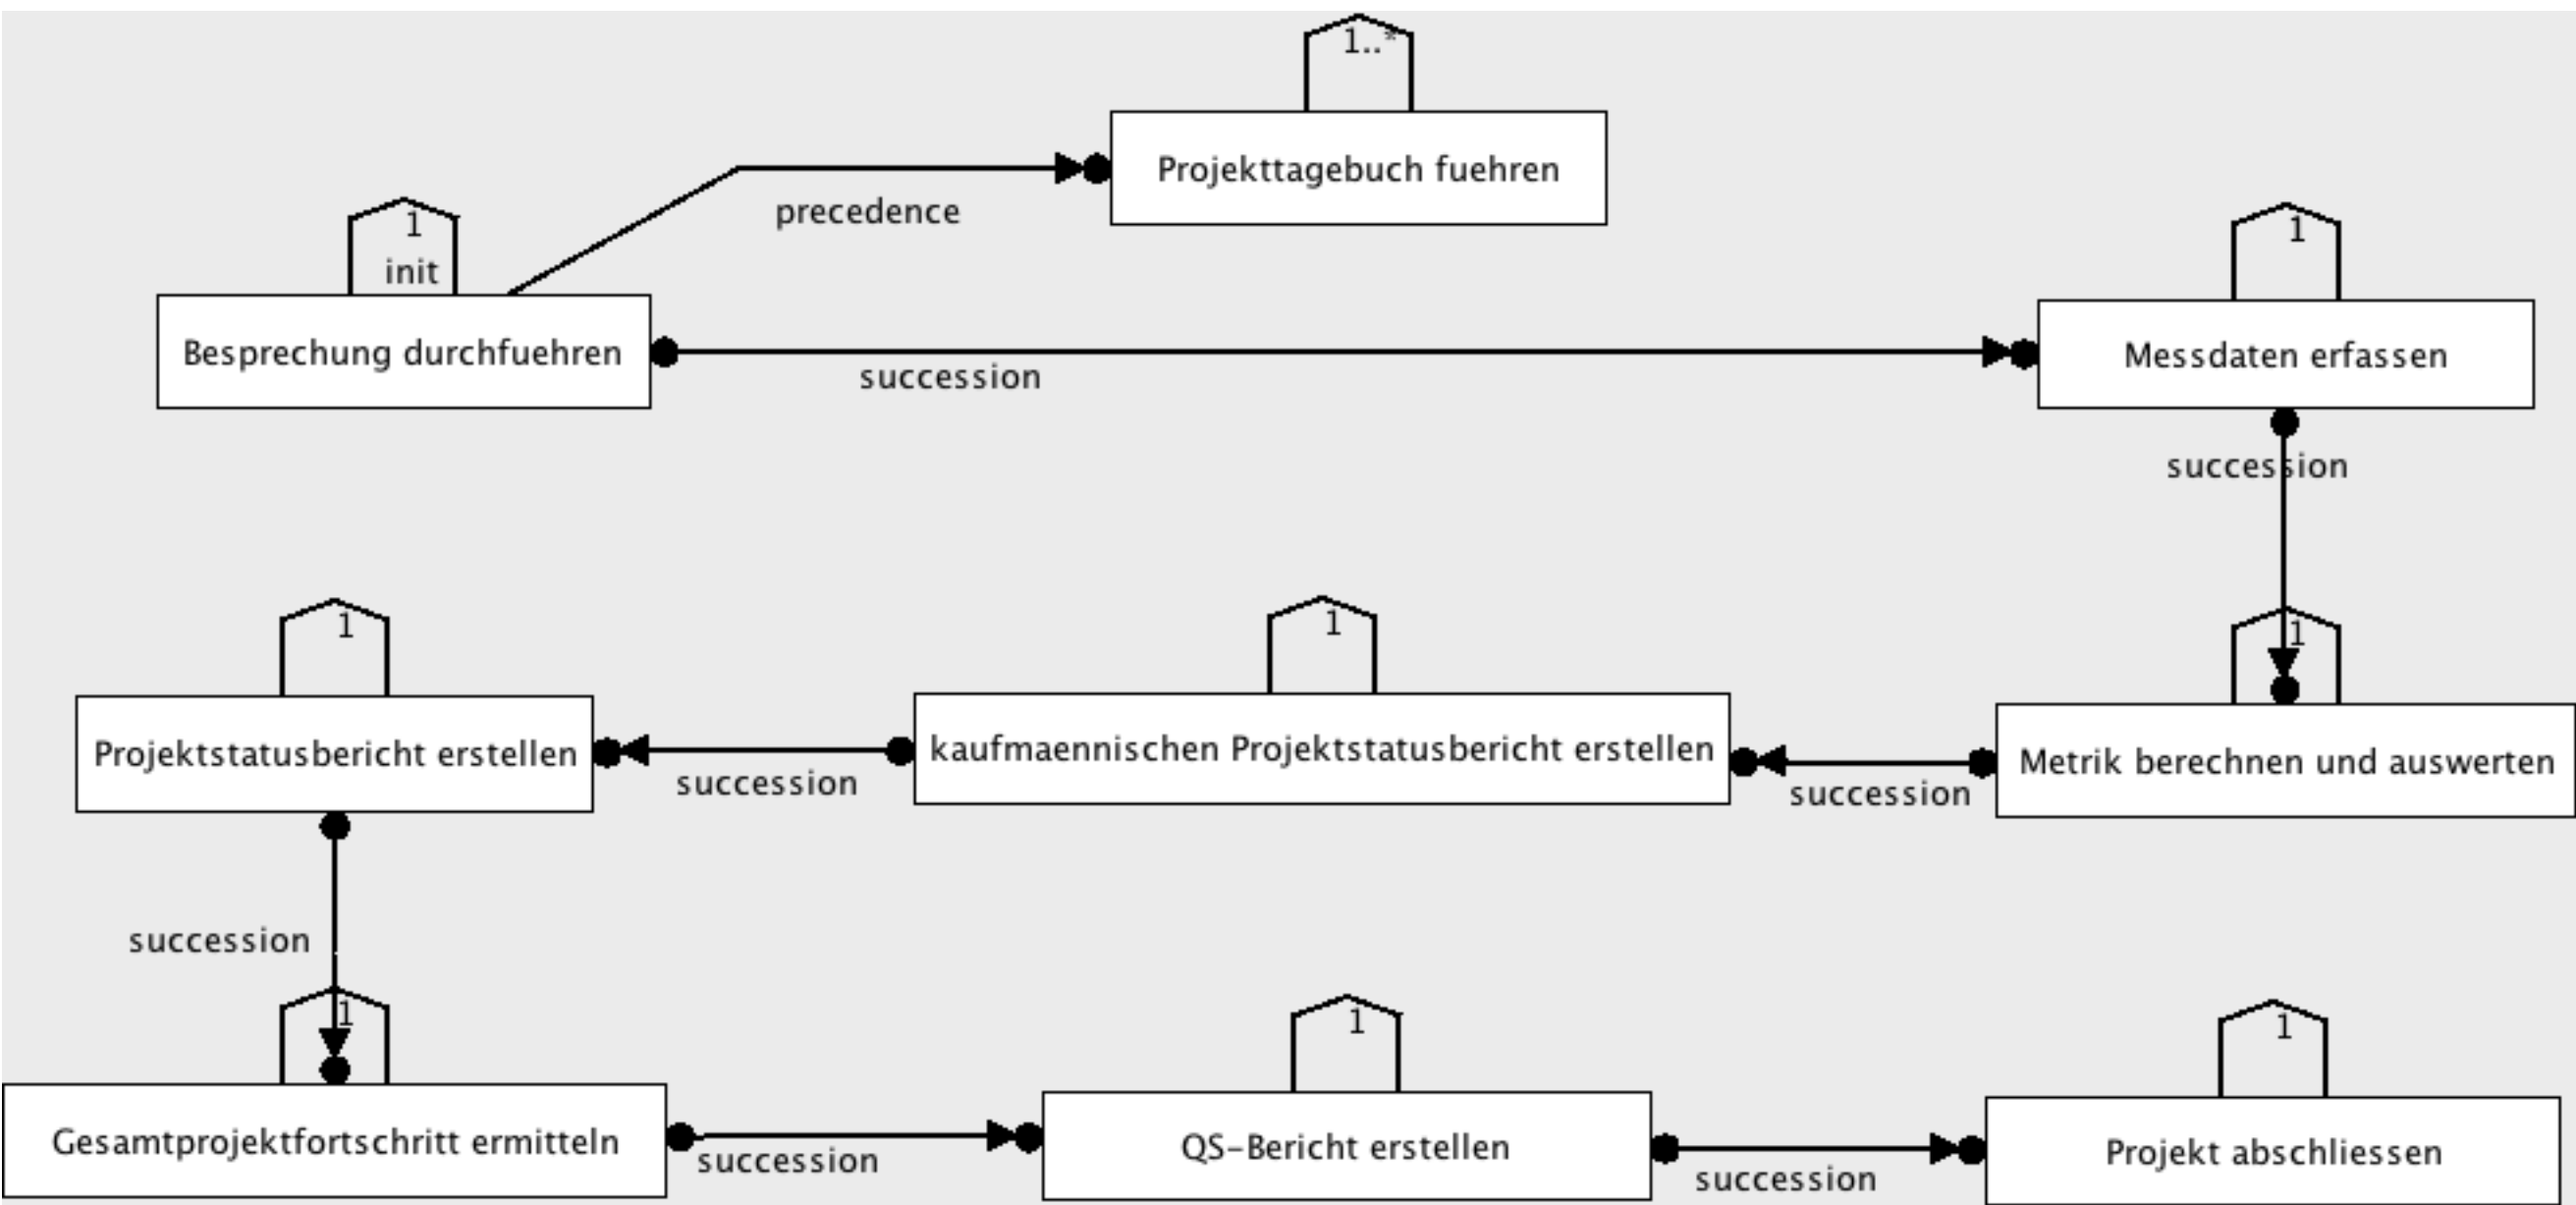 1..*
Projekttagebuch fuehren
precedence
1
init
Besprechung durchfuehren
succession
1
Messdaten erfassen
succession
1
Projektstatusbericht erstellen
succession
1
kaufmaennischen Projektstatusbericht erstellen
succession
1
Metrik berechnen und auswerten
succession
1
Gesamtprojektfortschritt ermitteln
succession
1
QS-Bericht erstellen
succession
1
Projekt abschliessen